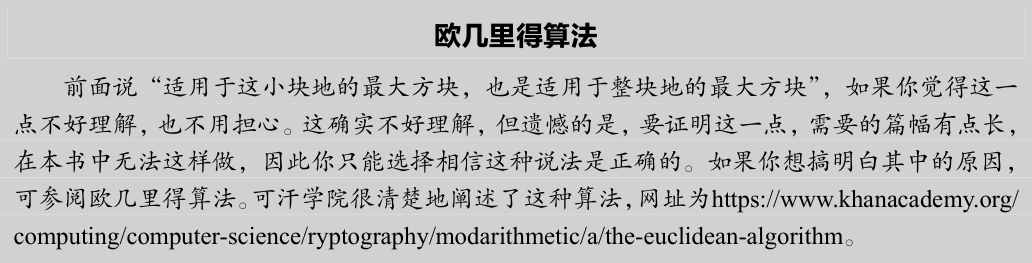 欧几里得算法
前面说“适用于这小块地的最大方块，也是适用于整块地的最大方块”，如果你觉得这一
点不好理解，也不用担心。这确实不好理解，但遗憾的是，要证明这一点，需要的篇幅有点长，
在本书中无法这样做，因此你只能选择相信这种说法是正确的。如果你想搞明白其中的原因，
可参阅欧几里得算法。可汗学院很清楚地阐述了这种算法，网址为https://www.khanacademy.org/
computing/computer-science/ryptography/modarithmetic/a/the-euclidean-algorithm。